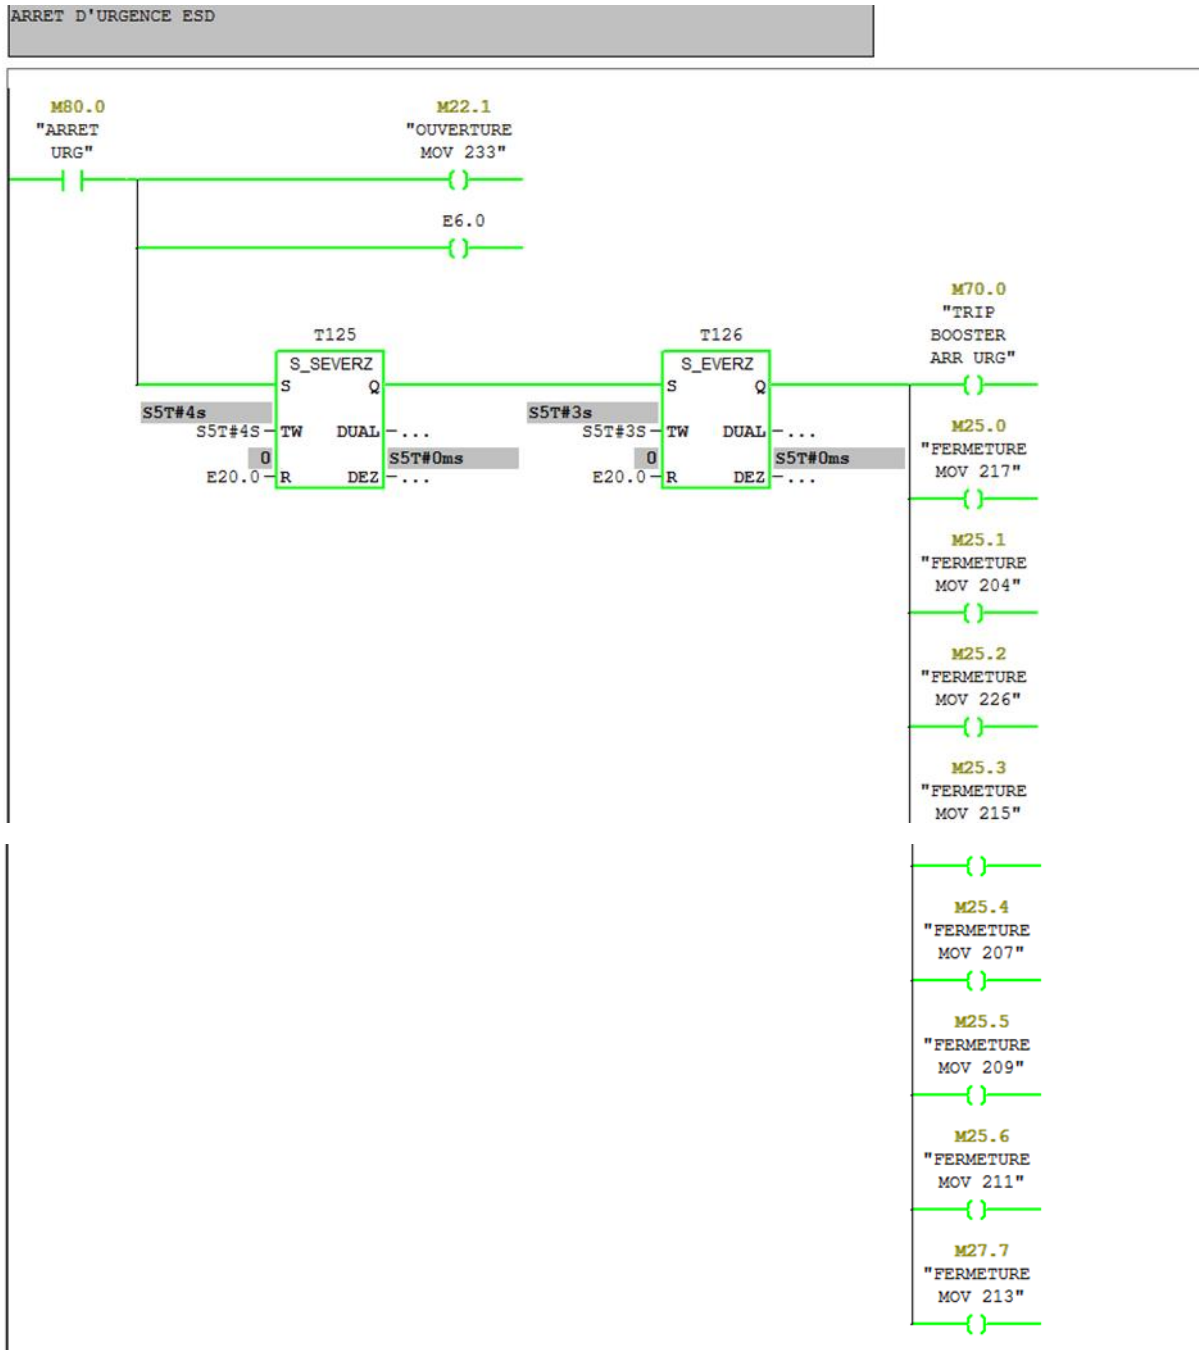 ARRET D'URGENCE ESD
M80.0
"ARRET
URG"
M22.1
"OUVERTURE
MOV 233"
E6.0
T125
S_SEVERZ
S Q
S5T#4s
S5T#4S TW DUAL ...
0 S5T#0ms
E20.0 R DEZ ...
T126
S_EVERZ
S Q
S5T#3s
S5T#3S TW DUAL ...
0 S5T#0ms
E20.0 R DEZ ...
M70.0
"TRIP
BOOSTER
ARR URG"
M25.0
"FERMETURE
MOV 217"
M25.1
"FERMETURE
MOV 204"
M25.2
"FERMETURE
MOV 226"
M25.3
"FERMETURE
MOV 215"
M25.4
"FERMETURE
MOV 207"
M25.5
"FERMETURE
MOV 209"
M25.6
"FERMETURE
MOV 211"
M27.7
"FERMETURE
MOV 213"